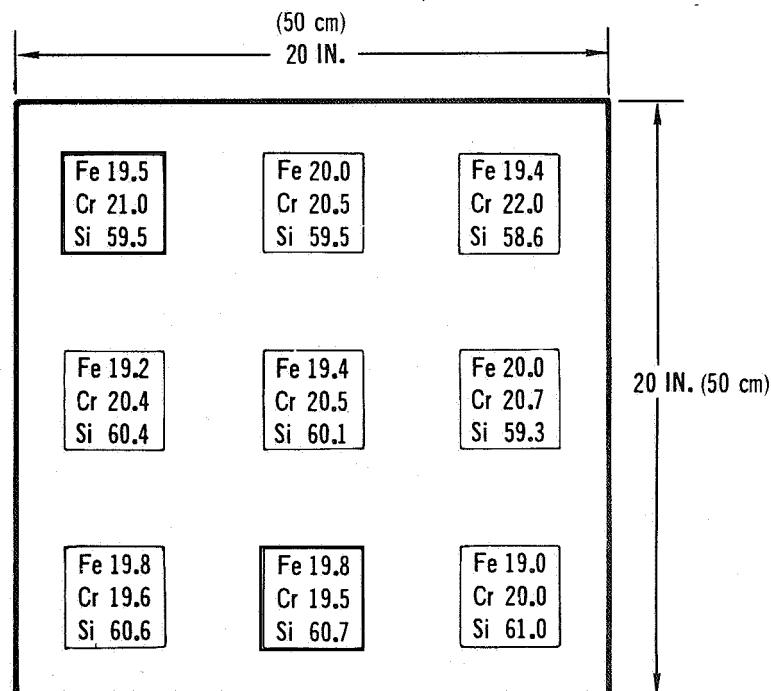 (50 cm)
20 IN.
Fe 19.5
Cr 21.0
Si 59.5
Fe 20.0
Cr 20.5
Si 59.5
Fe 19.4
Cr 22.0
Si 58.6
Fe 19.2
Cr 20.4
Si 60.4
Fe 19.4
Cr 20.5
Si 60.1
Fe 20.0
Cr 20.7
Si 59.3
20 IN. (50 cm)
Fe 19.8
Cr 19.6
Si 60.6
Fe 19.8
Cr 19.5
Si 60.7
Fe 19.0
Cr 20.0
Si 61.0